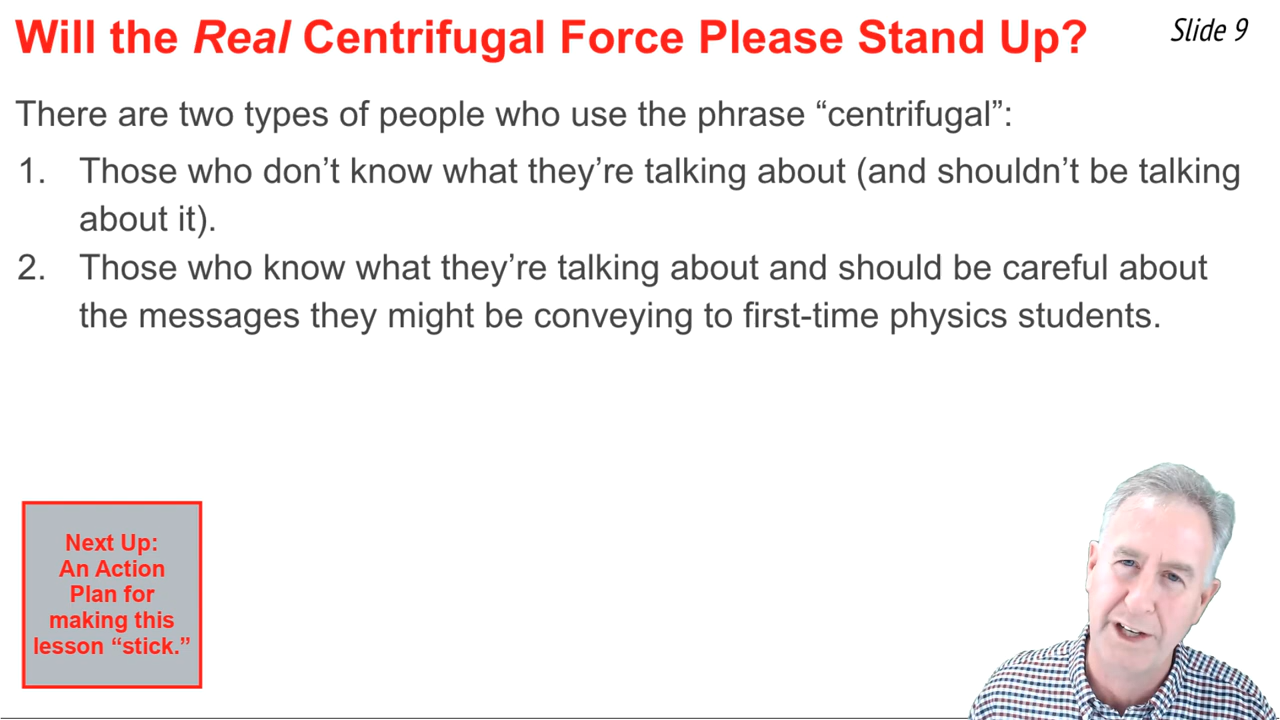 Will the Real Centrifugal Force Please Stand Up?
Slide 9
There are two types of people who use the phrase “centrifugal”:
1. Those who don’t know what they’re talking about (and shouldn’t be talking
about it).
2. Those who know what they’re talking about and should be careful about
the messages they might be conveying to first-time physics students.
Next Up:
An Action
Plan for
making this
lesson “stick.”